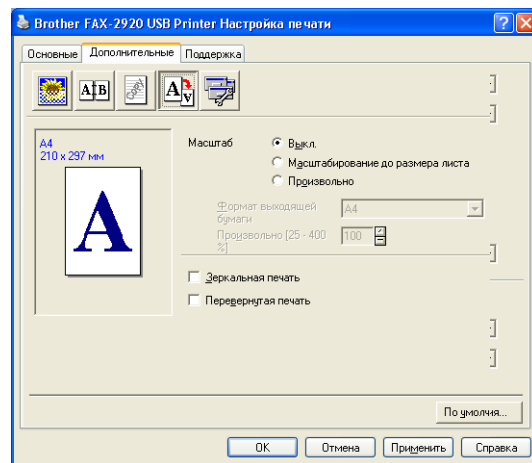 Brother FAX-2920 USB Printer Настройка печати
Основные Дополнительные Поддержка
A B A A
A4
210 x 297 мм
A
Масштаб Выкл.
Масштабирование до размера листа
Произвольно
Формат выходящей бумаги A4
Произвольно [25 - 400 %] 100
Зеркальная печать
Перевернутая печать
По умолчия...
OK Отмена Применить Справка